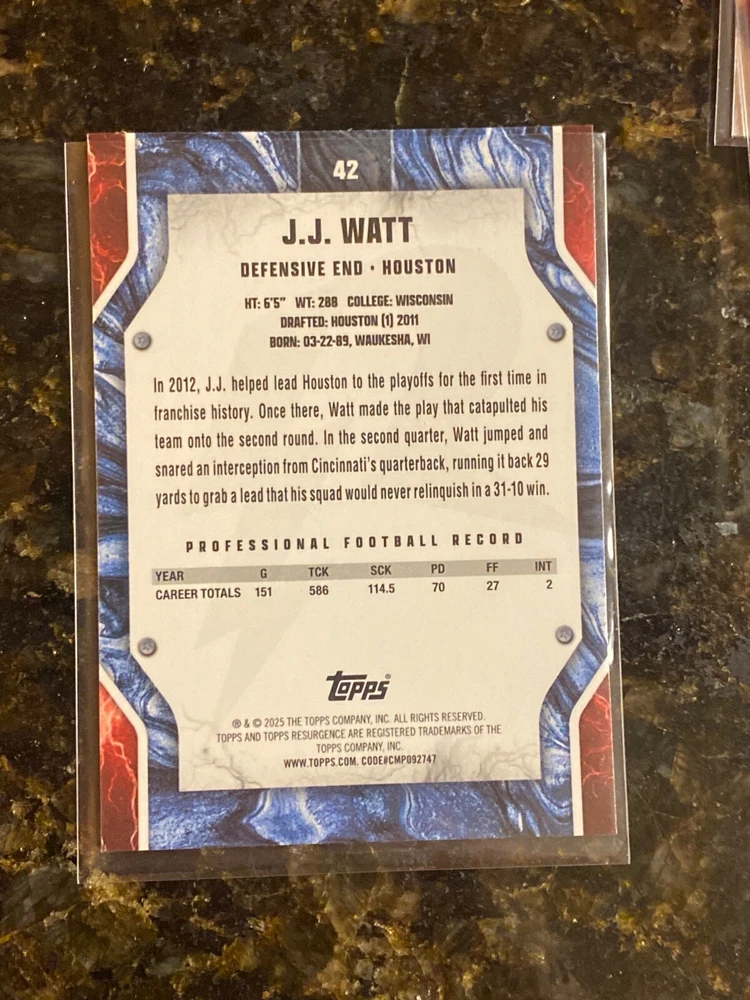 42
J.J. WATT
DEFENSIVE END • HOUSTON
HT: 6'5" WT: 288 COLLEGE: WISCONSIN
DRAFTED: HOUSTON (1) 2011
BORN: 03-22-89, WAUKESHA, WI
In 2012, J.J. helped lead Houston to the playoffs for the first time in
franchise history. Once there, Watt made the play that catapulted his
team onto the second round. In the second quarter, Watt jumped and
snared an interception from Cincinnati's quarterback, running it back 29
yards to grab a lead that his squad would never relinquish in a 31-10 win.
PROFESSIONAL FOOTBALL RECORD
YEAR G TCK SCK PD FF INT
CAREER TOTALS 151 586 114.5 70 27 2
topps®
® & © 2025 THE TOPPS COMPANY, INC. ALL RIGHTS RESERVED.
TOPPS AND TOPPS RESURGENCE ARE REGISTERED TRADEMARKS OF THE
TOPPS COMPANY, INC.
WWW.TOPPS.COM. CODE#CMP092747